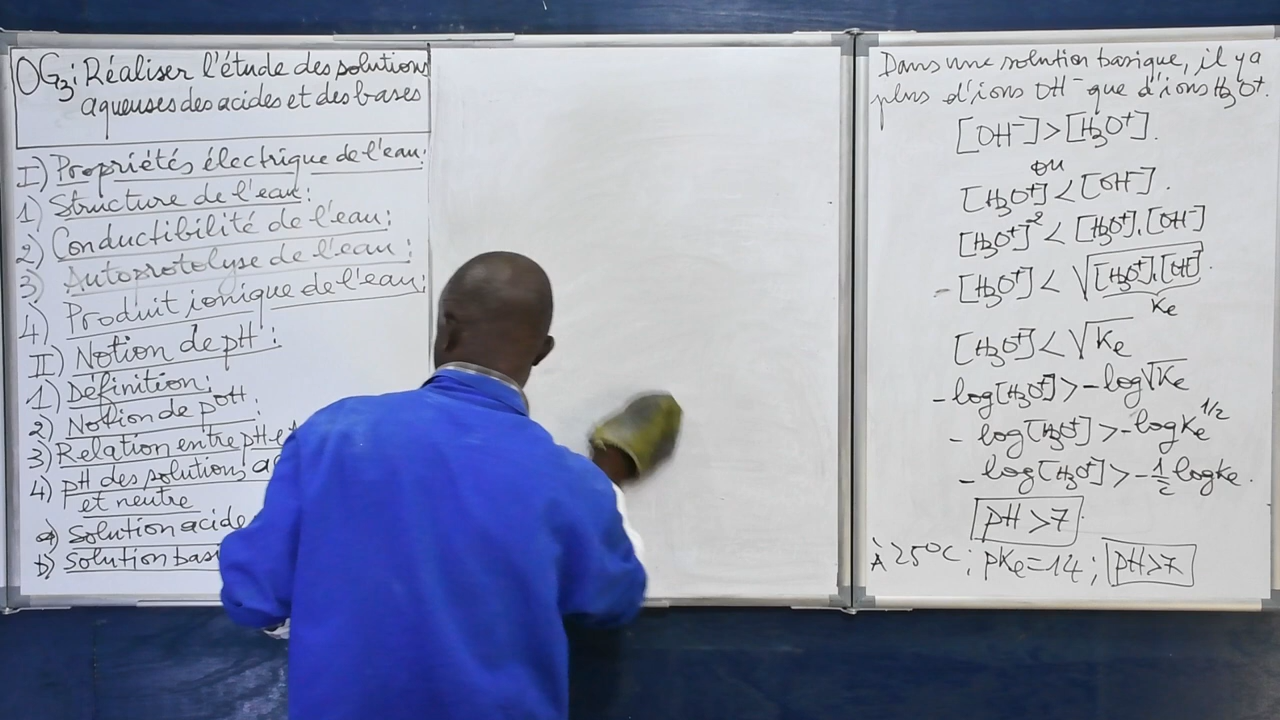 OG3: Réaliser l'étude des solutions
aqueuses des acides et des bases
I) Propriétés électrique de l'eau:
1) Structure de l'eau:
2) Conductibilité de l'eau:
3) Autoprotolyse de l'eau:
4) Produit ionique de l'eau:
II) Notion de pH:
1) Définition:
2) Notion de pOH:
3) Relation entre pH et
4) pH des solutions
et neutre
a) Solution acide
b) Solution basi
Dans une solution basique, il y a
plus d'ions OH⁻ que d'ions H₃O⁺.
[OH⁻] > [H₃O⁺].
ou
[H₃O⁺] < [OH⁻].
[H₃O⁺]² < [H₃O⁺].[OH⁻]
- [H₃O⁺] < √[H₃O⁺].[OH⁻].
Ke
[H₃O⁺] < √Ke
-log[H₃O⁺] > -log√Ke
- log[H₃O⁺] > -logKe^1/2
- log[H₃O⁺] > -1/2 logKe.
pH > 7
À 25°C; pKe = 14; pH > 7